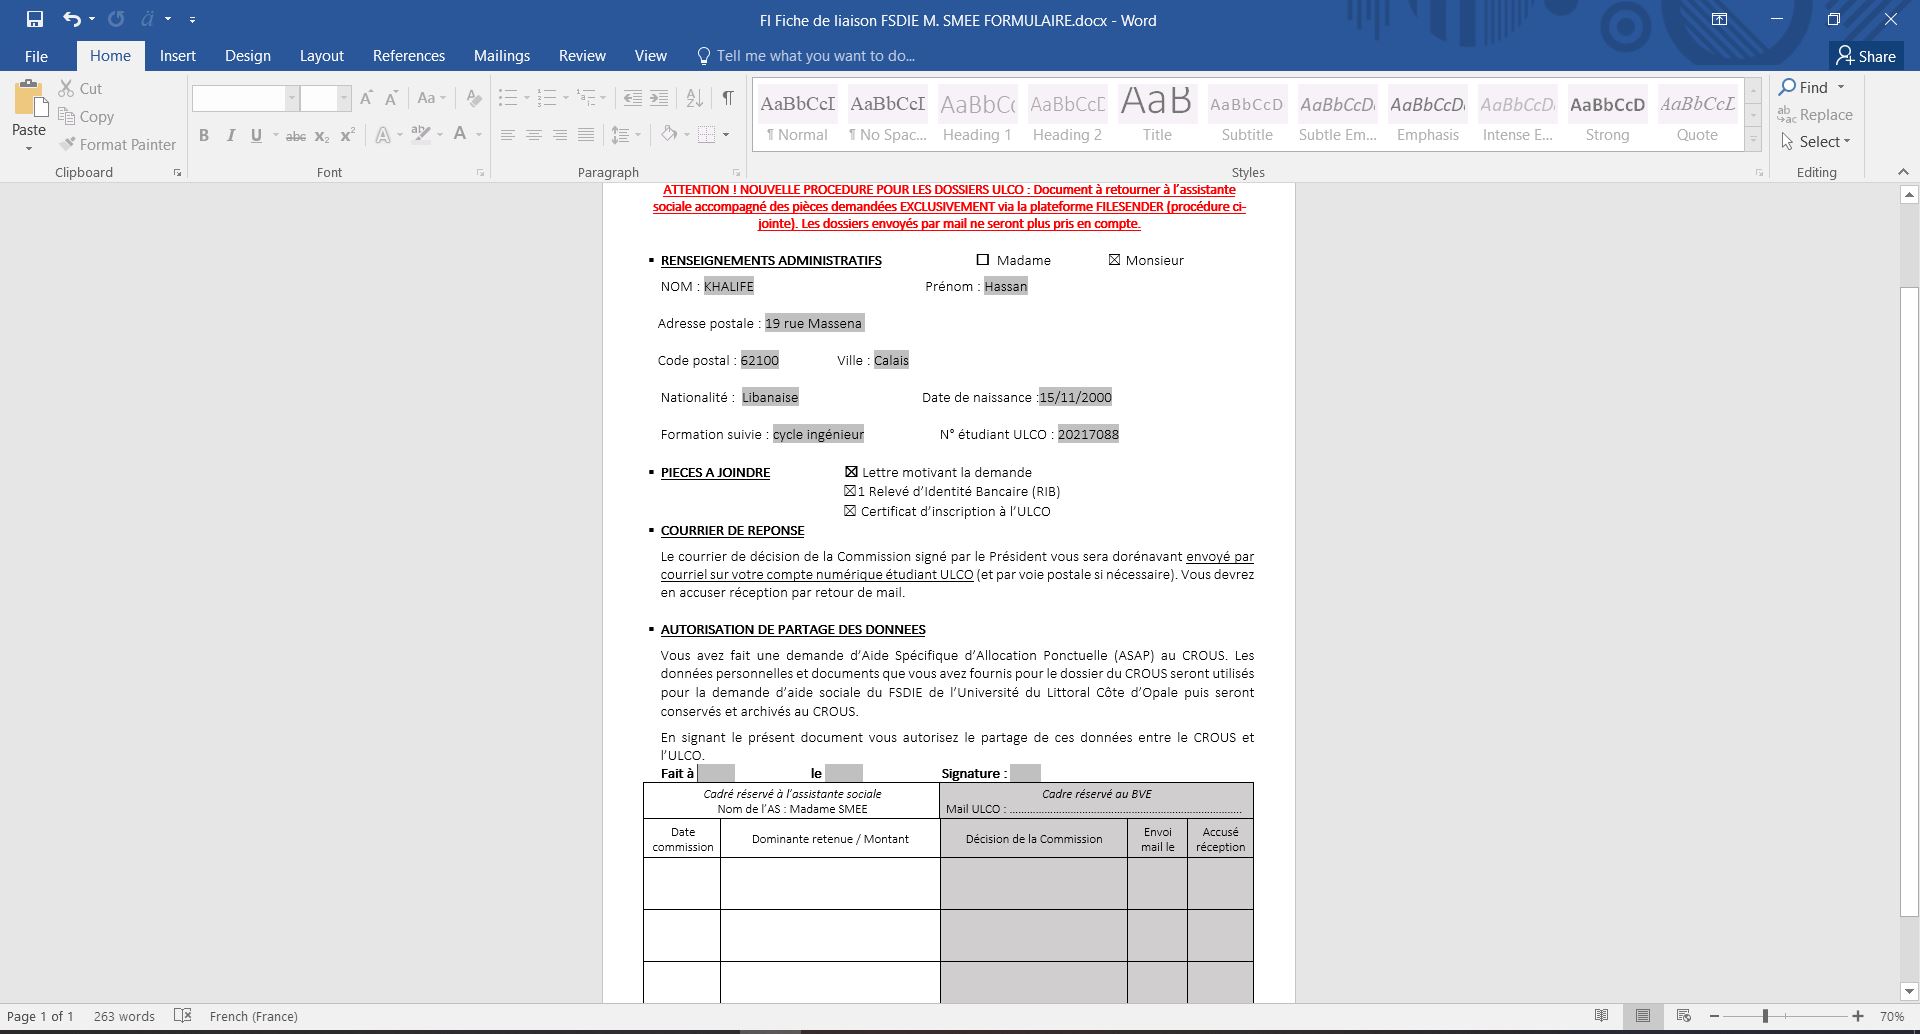 FI Fiche de liaison FSDIE M. SMEE FORMULAIRE.docx - Word
File Home Insert Design Layout References Mailings Review View Tell me what you want to do... Share
Paste
Cut
Copy
Format Painter
Clipboard
Font
Paragraph
AaBbCcI AaBbCcI AaBbCc AaBbCcD AaB AaBbCcD AaBbCcD AaBbCcD AaBbCcD AaBbCcD AaBbCcL
¶ Normal ¶ No Spac... Heading 1 Heading 2 Title Subtitle Subtle Em... Emphasis Intense E... Strong Quote
Styles
Find
Replace
Select
Editing
ATTENTION ! NOUVELLE PROCEDURE POUR LES DOSSIERS ULCO : Document à retourner à l'assistante
sociale accompagné des pièces demandées EXCLUSIVEMENT via la plateforme FILESENDER (procédure ci-
jointe). Les dossiers envoyés par mail ne seront plus pris en compte.
▪ RENSEIGNEMENTS ADMINISTRATIFS ☐ Madame ☒ Monsieur
NOM : KHALIFE Prénom : Hassan
Adresse postale : 19 rue Massena
Code postal : 62100 Ville : Calais
Nationalité : Libanaise Date de naissance :15/11/2000
Formation suivie : cycle ingénieur N° étudiant ULCO : 20217088
▪ PIECES A JOINDRE ☒ Lettre motivant la demande
☒1 Relevé d'Identité Bancaire (RIB)
☒ Certificat d'inscription à l'ULCO
▪ COURRIER DE REPONSE
Le courrier de décision de la Commission signé par le Président vous sera dorénavant envoyé par
courriel sur votre compte numérique étudiant ULCO (et par voie postale si nécessaire). Vous devrez
en accuser réception par retour de mail.
▪ AUTORISATION DE PARTAGE DES DONNEES
Vous avez fait une demande d'Aide Spécifique d'Allocation Ponctuelle (ASAP) au CROUS. Les
données personnelles et documents que vous avez fournis pour le dossier du CROUS seront utilisés
pour la demande d'aide sociale du FSDIE de l'Université du Littoral Côte d'Opale puis seront
conservés et archivés au CROUS.
En signant le présent document vous autorisez le partage de ces données entre le CROUS et
l'ULCO.
Fait à le Signature :
Cadré réservé à l'assistante sociale
Nom de l'AS : Madame SMEE
Cadre réservé au BVE
Mail ULCO : ................................................................................
Date
commission
Dominante retenue / Montant
Décision de la Commission
Envoi
mail le
Accusé
réception
Page 1 of 1 263 words French (France) 70%